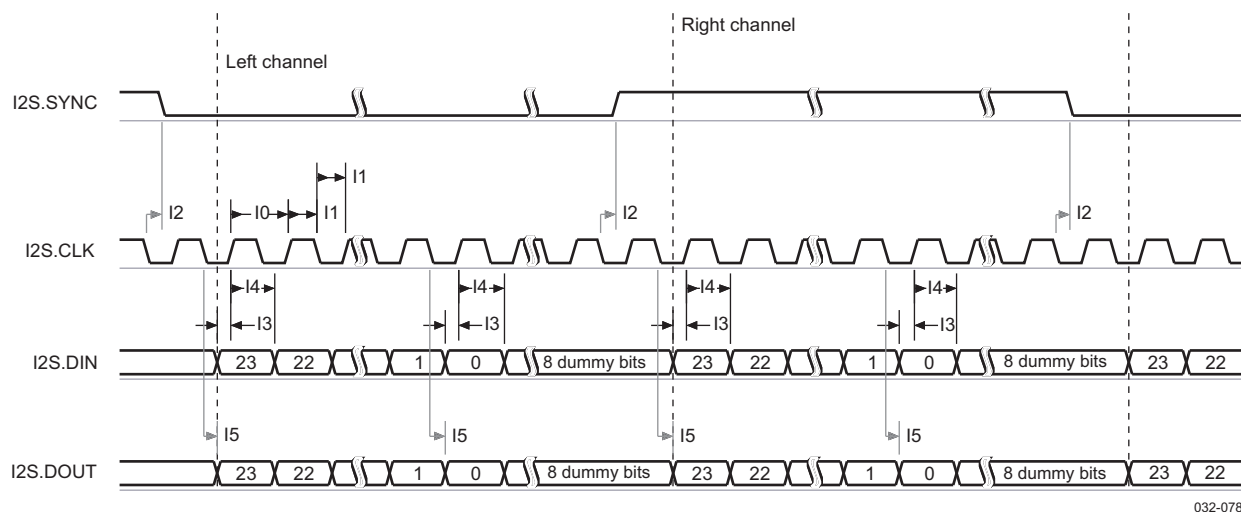 Right channel
Left channel
I2S.SYNC
I1
I2 I0 I1 I2 I2
I2S.CLK
I4 I4 I4 I4
I3 I3 I3 I3
I2S.DIN 23 22 1 0 8 dummy bits 23 22 1 0 8 dummy bits 23 22
I5 I5 I5 I5
I2S.DOUT 23 22 1 0 8 dummy bits 23 22 1 0 8 dummy bits 23 22
032-078